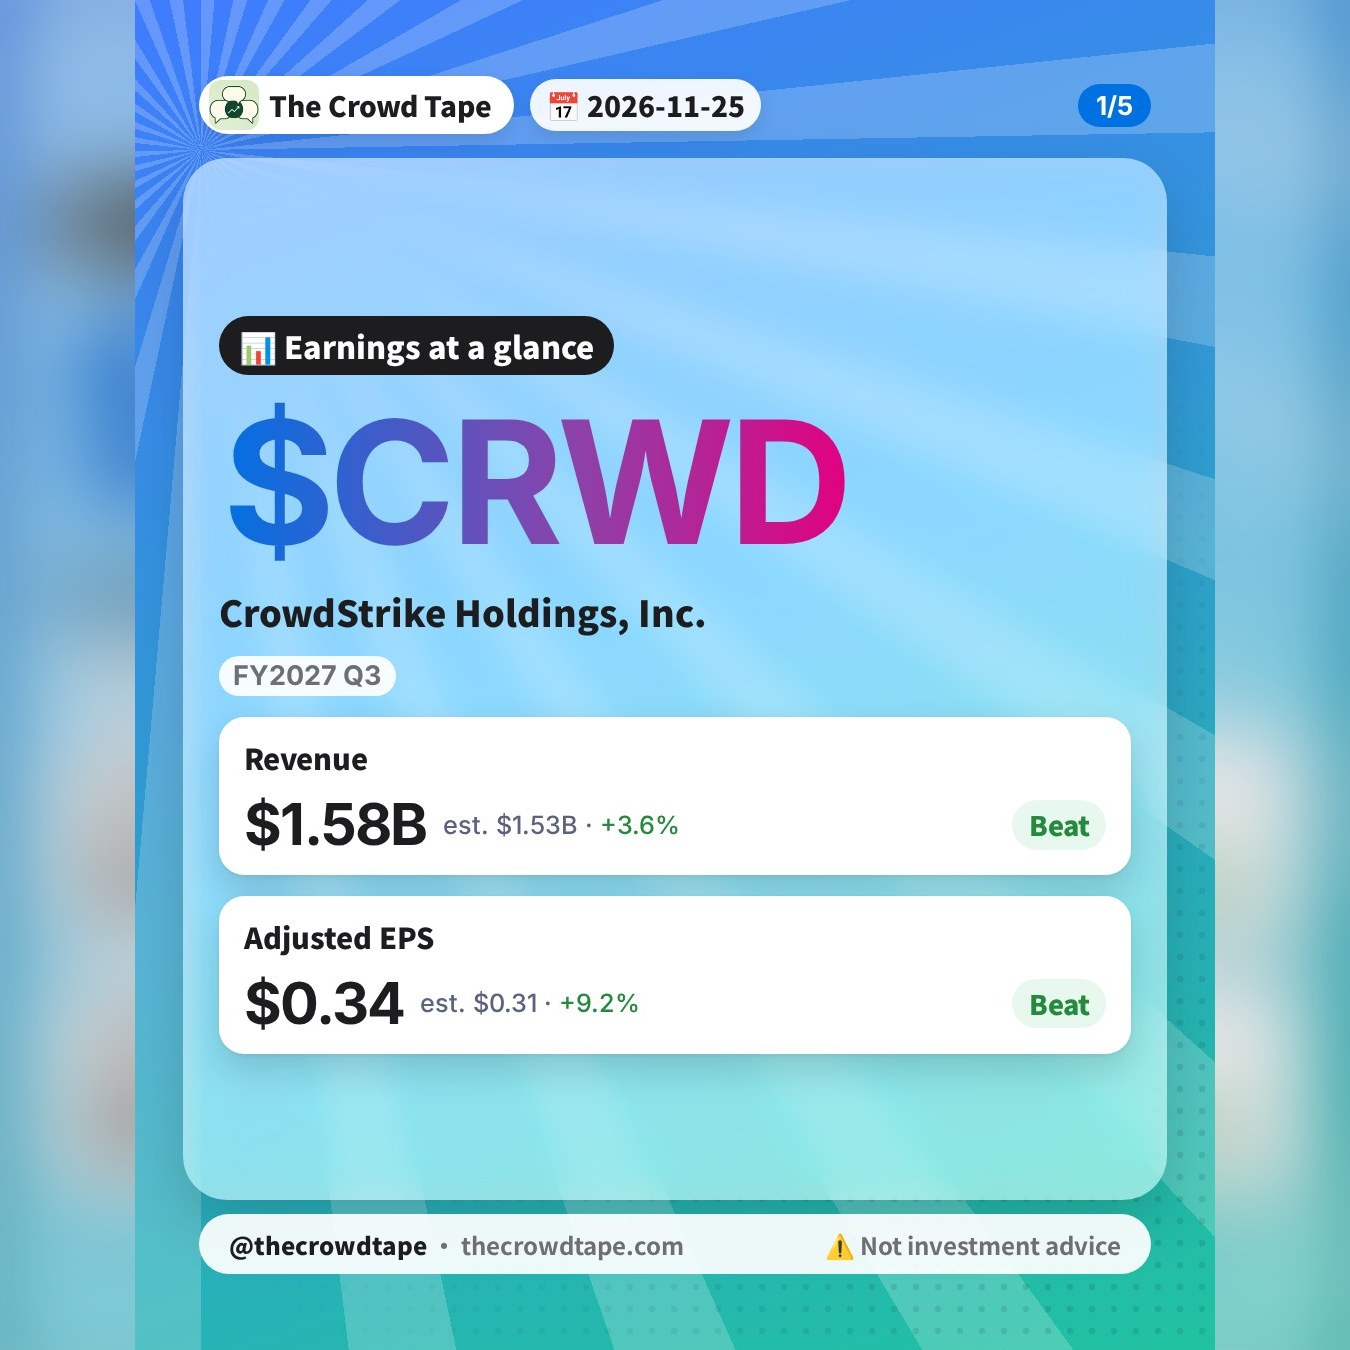 The Crowd Tape
July 17 2026-11-25
1/5
Earnings at a glance
$CRWD
CrowdStrike Holdings, Inc.
FY2027 Q3
Revenue
$1.58B est. $1.53B · +3.6%
Beat
Adjusted EPS
$0.34 est. $0.31 · +9.2%
Beat
@thecrowdtape • thecrowdtape.com
Not investment advice